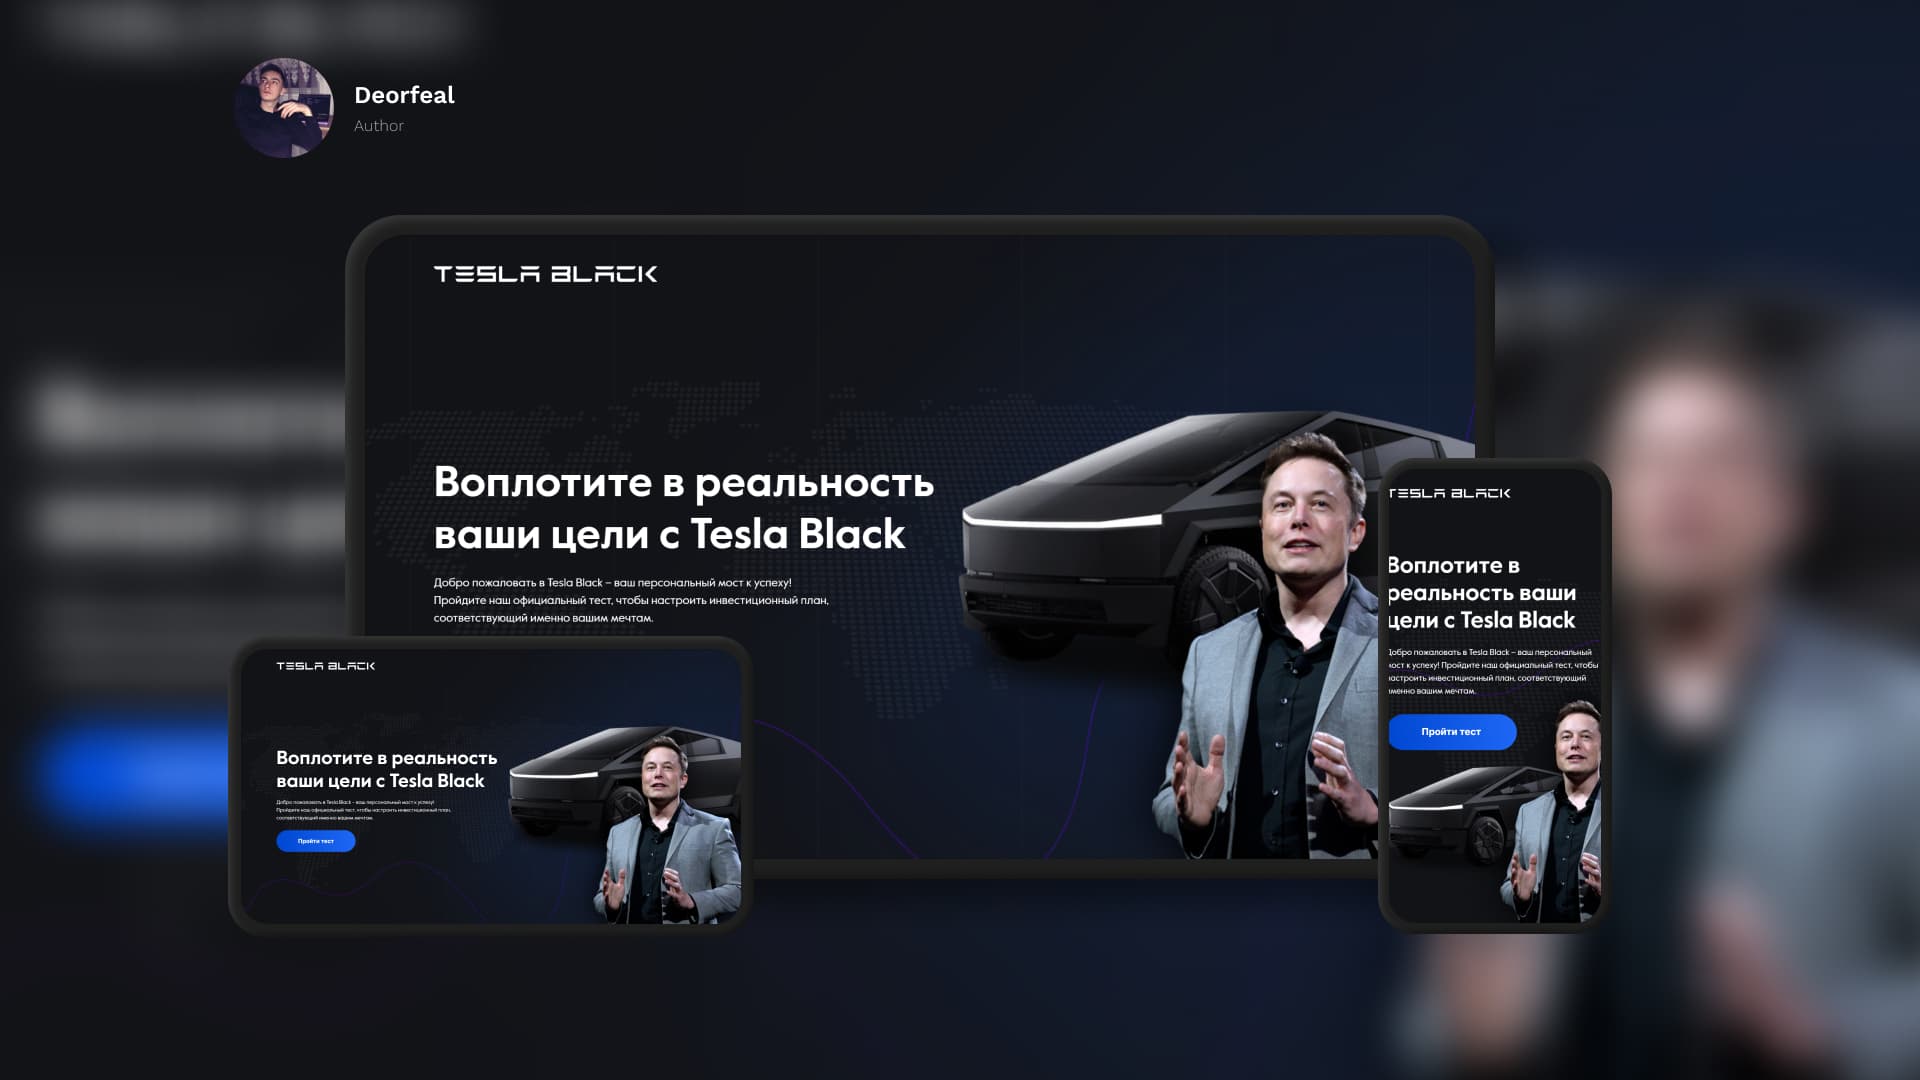 Deorfeal
Author
TESLA BLACK
Воплотите в реальность
ваши цели с Tesla Black
Добро пожаловать в Tesla Black – ваш персональный мост к успеху!
Пройдите наш официальный тест, чтобы настроить инвестиционный план,
соответствующий именно вашим мечтам.
TESLA BLACK
Воплотите в реальность
ваши цели с Tesla Black
Добро пожаловать в Tesla Black – ваш персональный мост к успеху!
Пройдите наш официальный тест, чтобы настроить инвестиционный план,
соответствующий именно вашим мечтам.
Пройти тест
TESLA BLACK
Воплотите в
реальность ваши
цели с Tesla Black
Добро пожаловать в Tesla Black – ваш персональный
мост к успеху! Пройдите наш официальный тест, чтобы
настроить инвестиционный план, соответствующий
именно вашим мечтам.
Пройти тест